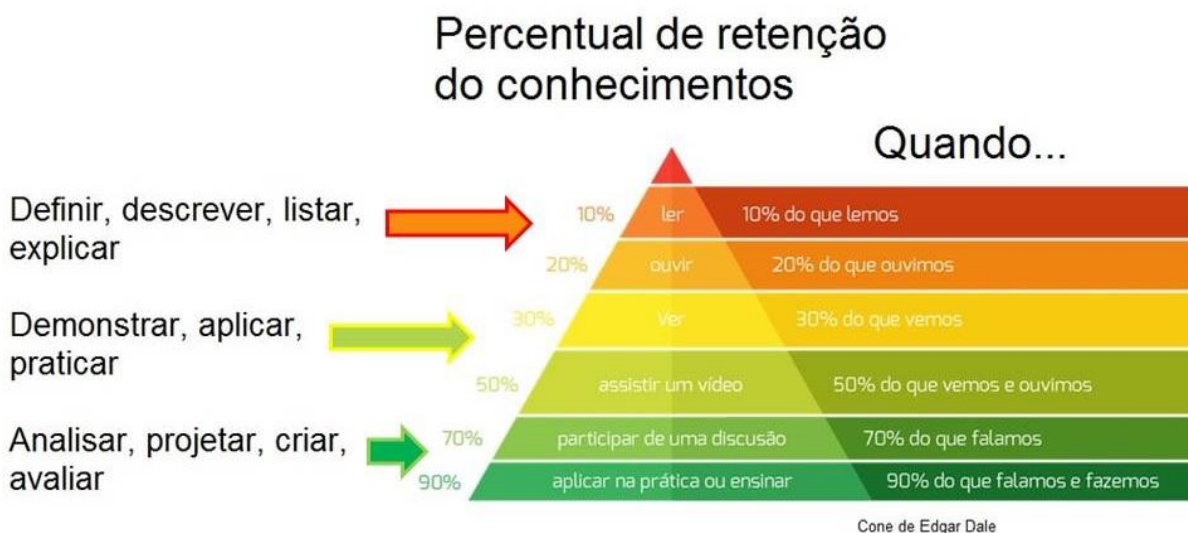 Percentual de retenção
do conhecimentos
Quando...
Definir, descrever, listar,
explicar
10% ler 10% do que lemos
20% ouvir 20% do que ouvimos
Demonstrar, aplicar,
praticar
30% Ver 30% do que vemos
50% assistir um vídeo 50% do que vemos e ouvimos
Analisar, projetar, criar,
avaliar
70% participar de uma discusão 70% do que falamos
90% aplicar na prática ou ensinar 90% do que falamos e fazemos
Cone de Edgar Dale